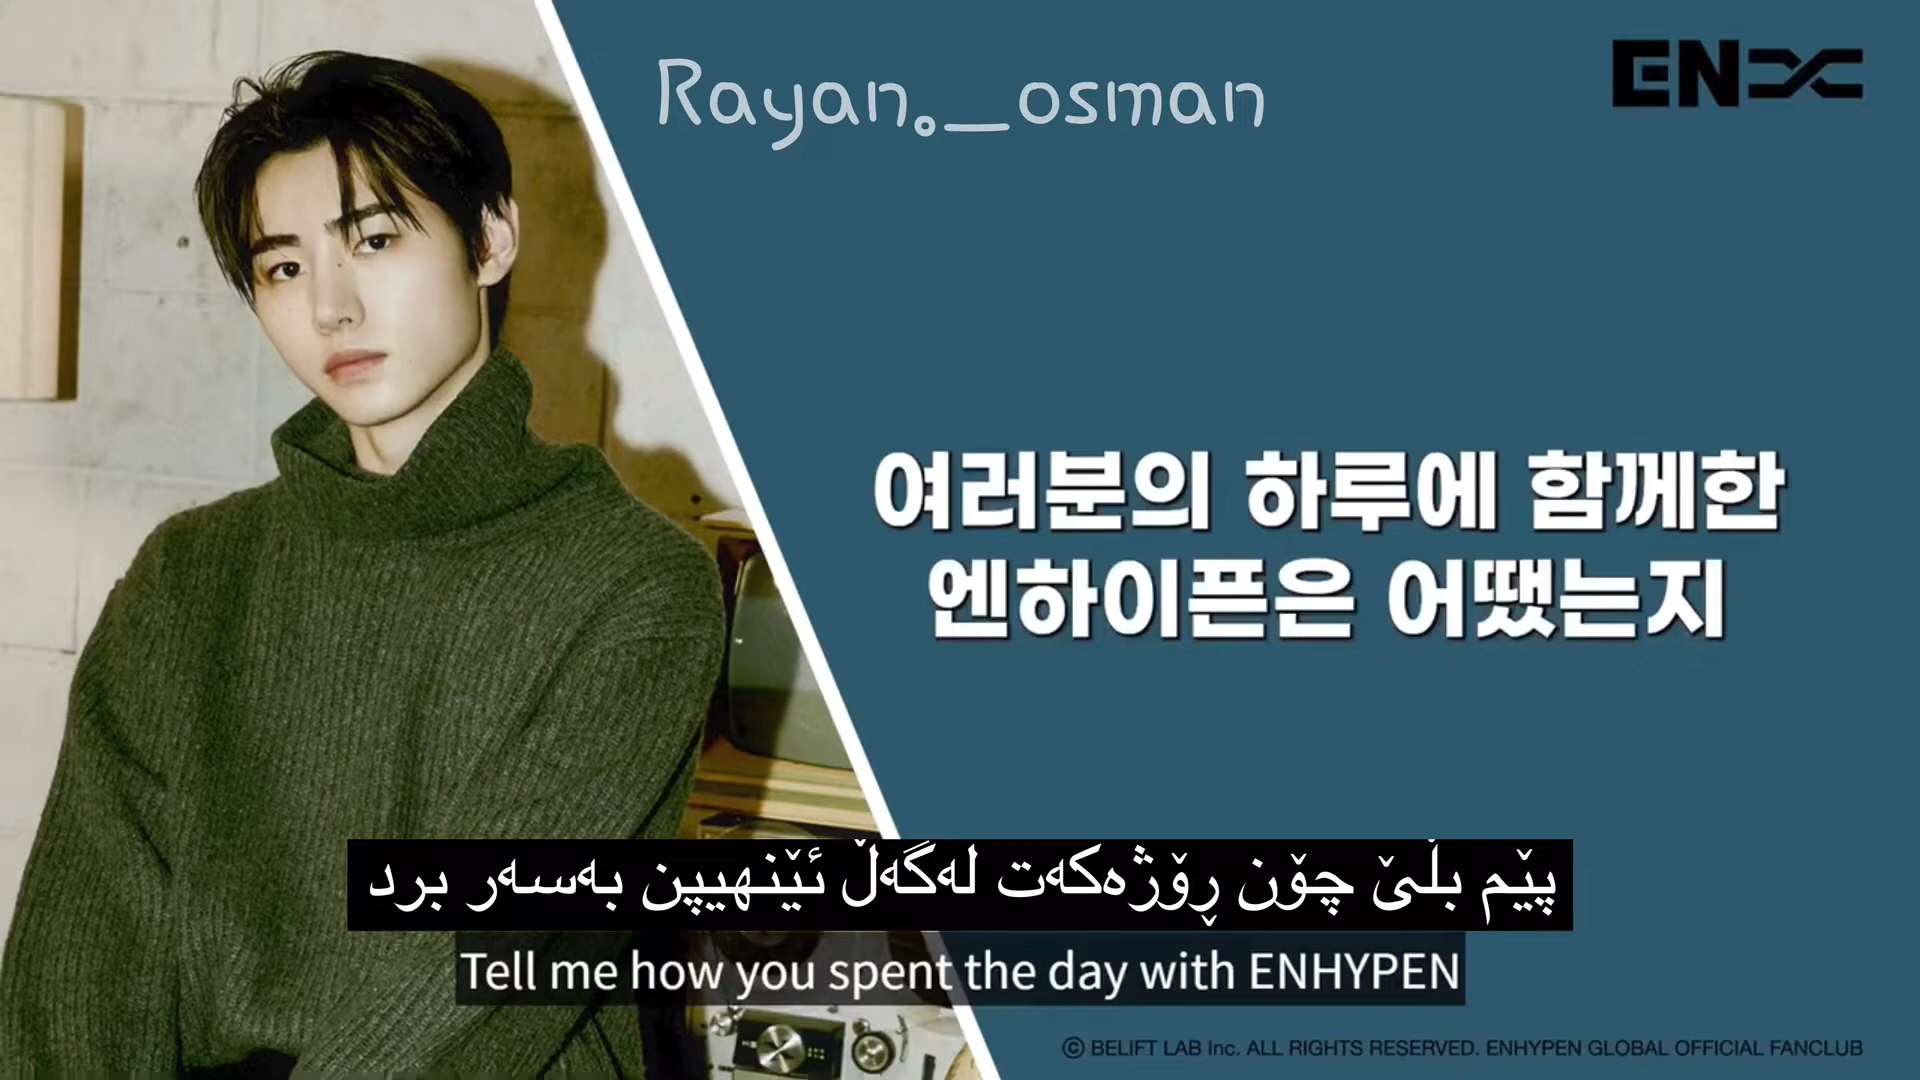 Rayan._osman
EN
여러분의 하루에 함께한
엔하이픈은 어땠는지
پێم بڵێ چۆن ڕۆژەکەت لەگەڵ ئێنهیپن بەسەر برد
Tell me how you spent the day with ENHYPEN
© BELIFT LAB Inc. ALL RIGHTS RESERVED. ENHYPEN GLOBAL OFFICIAL FANCLUB